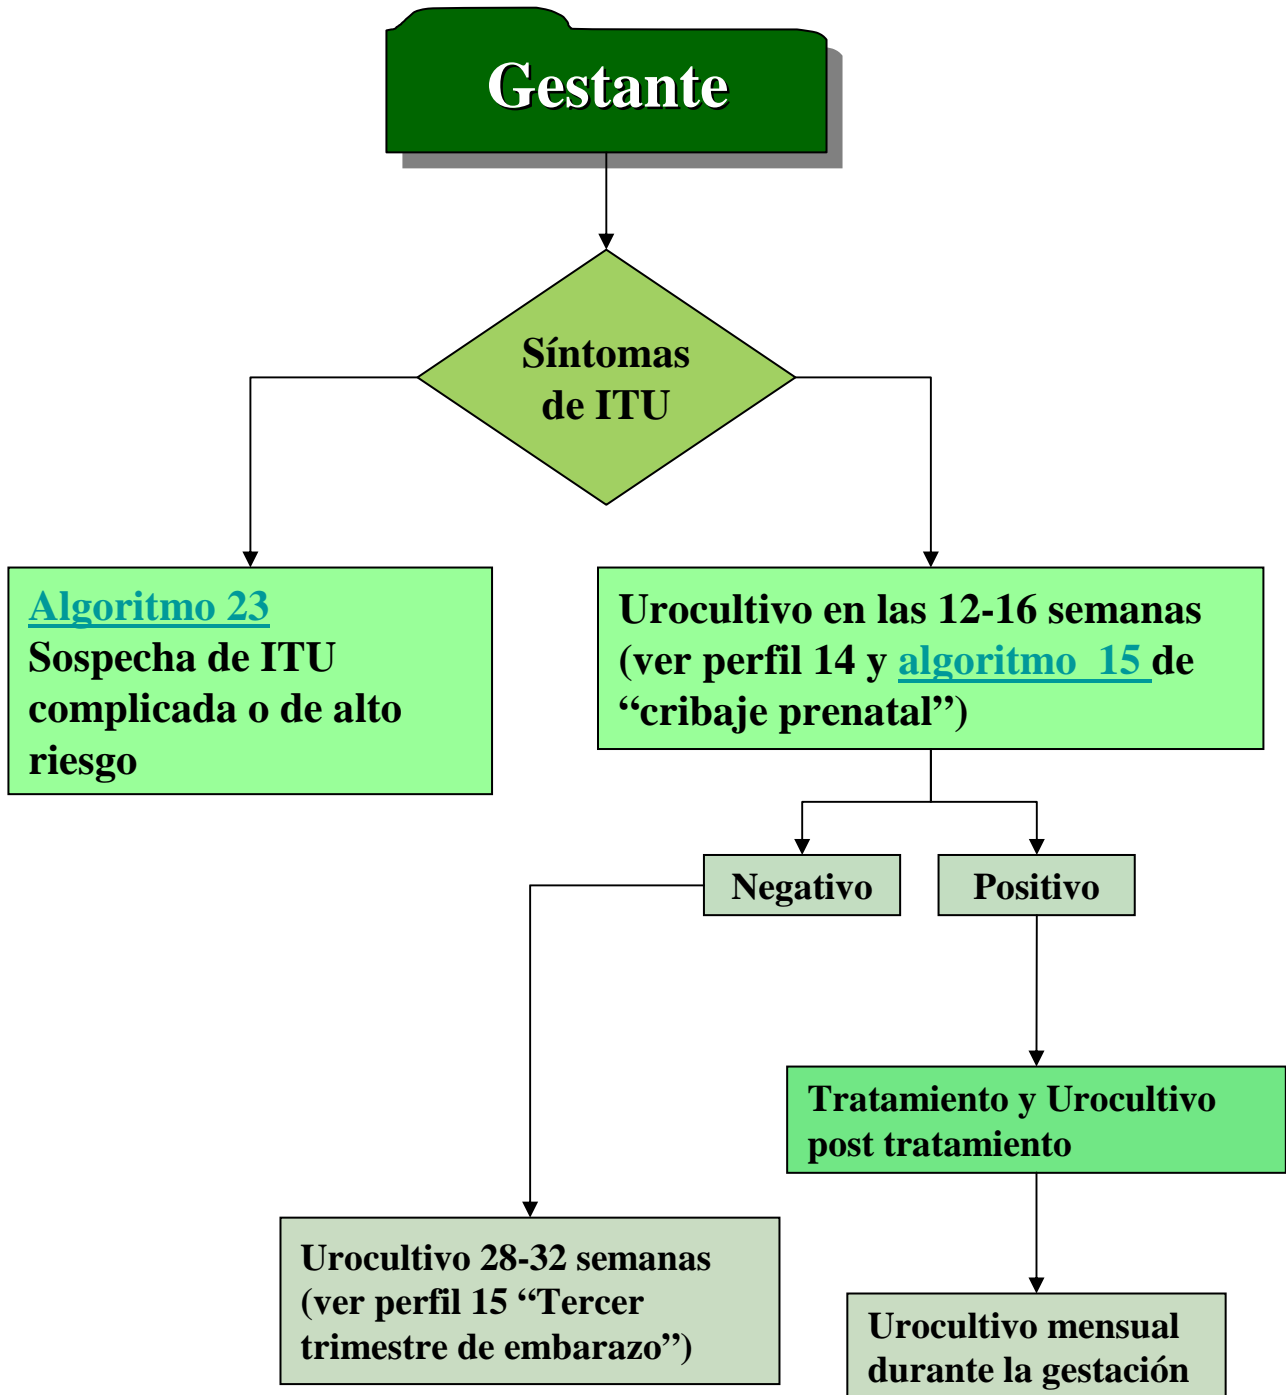 Gestante
Síntomas
de ITU
Algoritmo 23
Sospecha de ITU
complicada o de alto
riesgo
Urocultivo en las 12-16 semanas
(ver perfil 14 y algoritmo 15 de
“cribaje prenatal”)
Negativo
Positivo
Tratamiento y Urocultivo
post tratamiento
Urocultivo 28-32 semanas
(ver perfil 15 “Tercer
trimestre de embarazo”)
Urocultivo mensual
durante la gestación